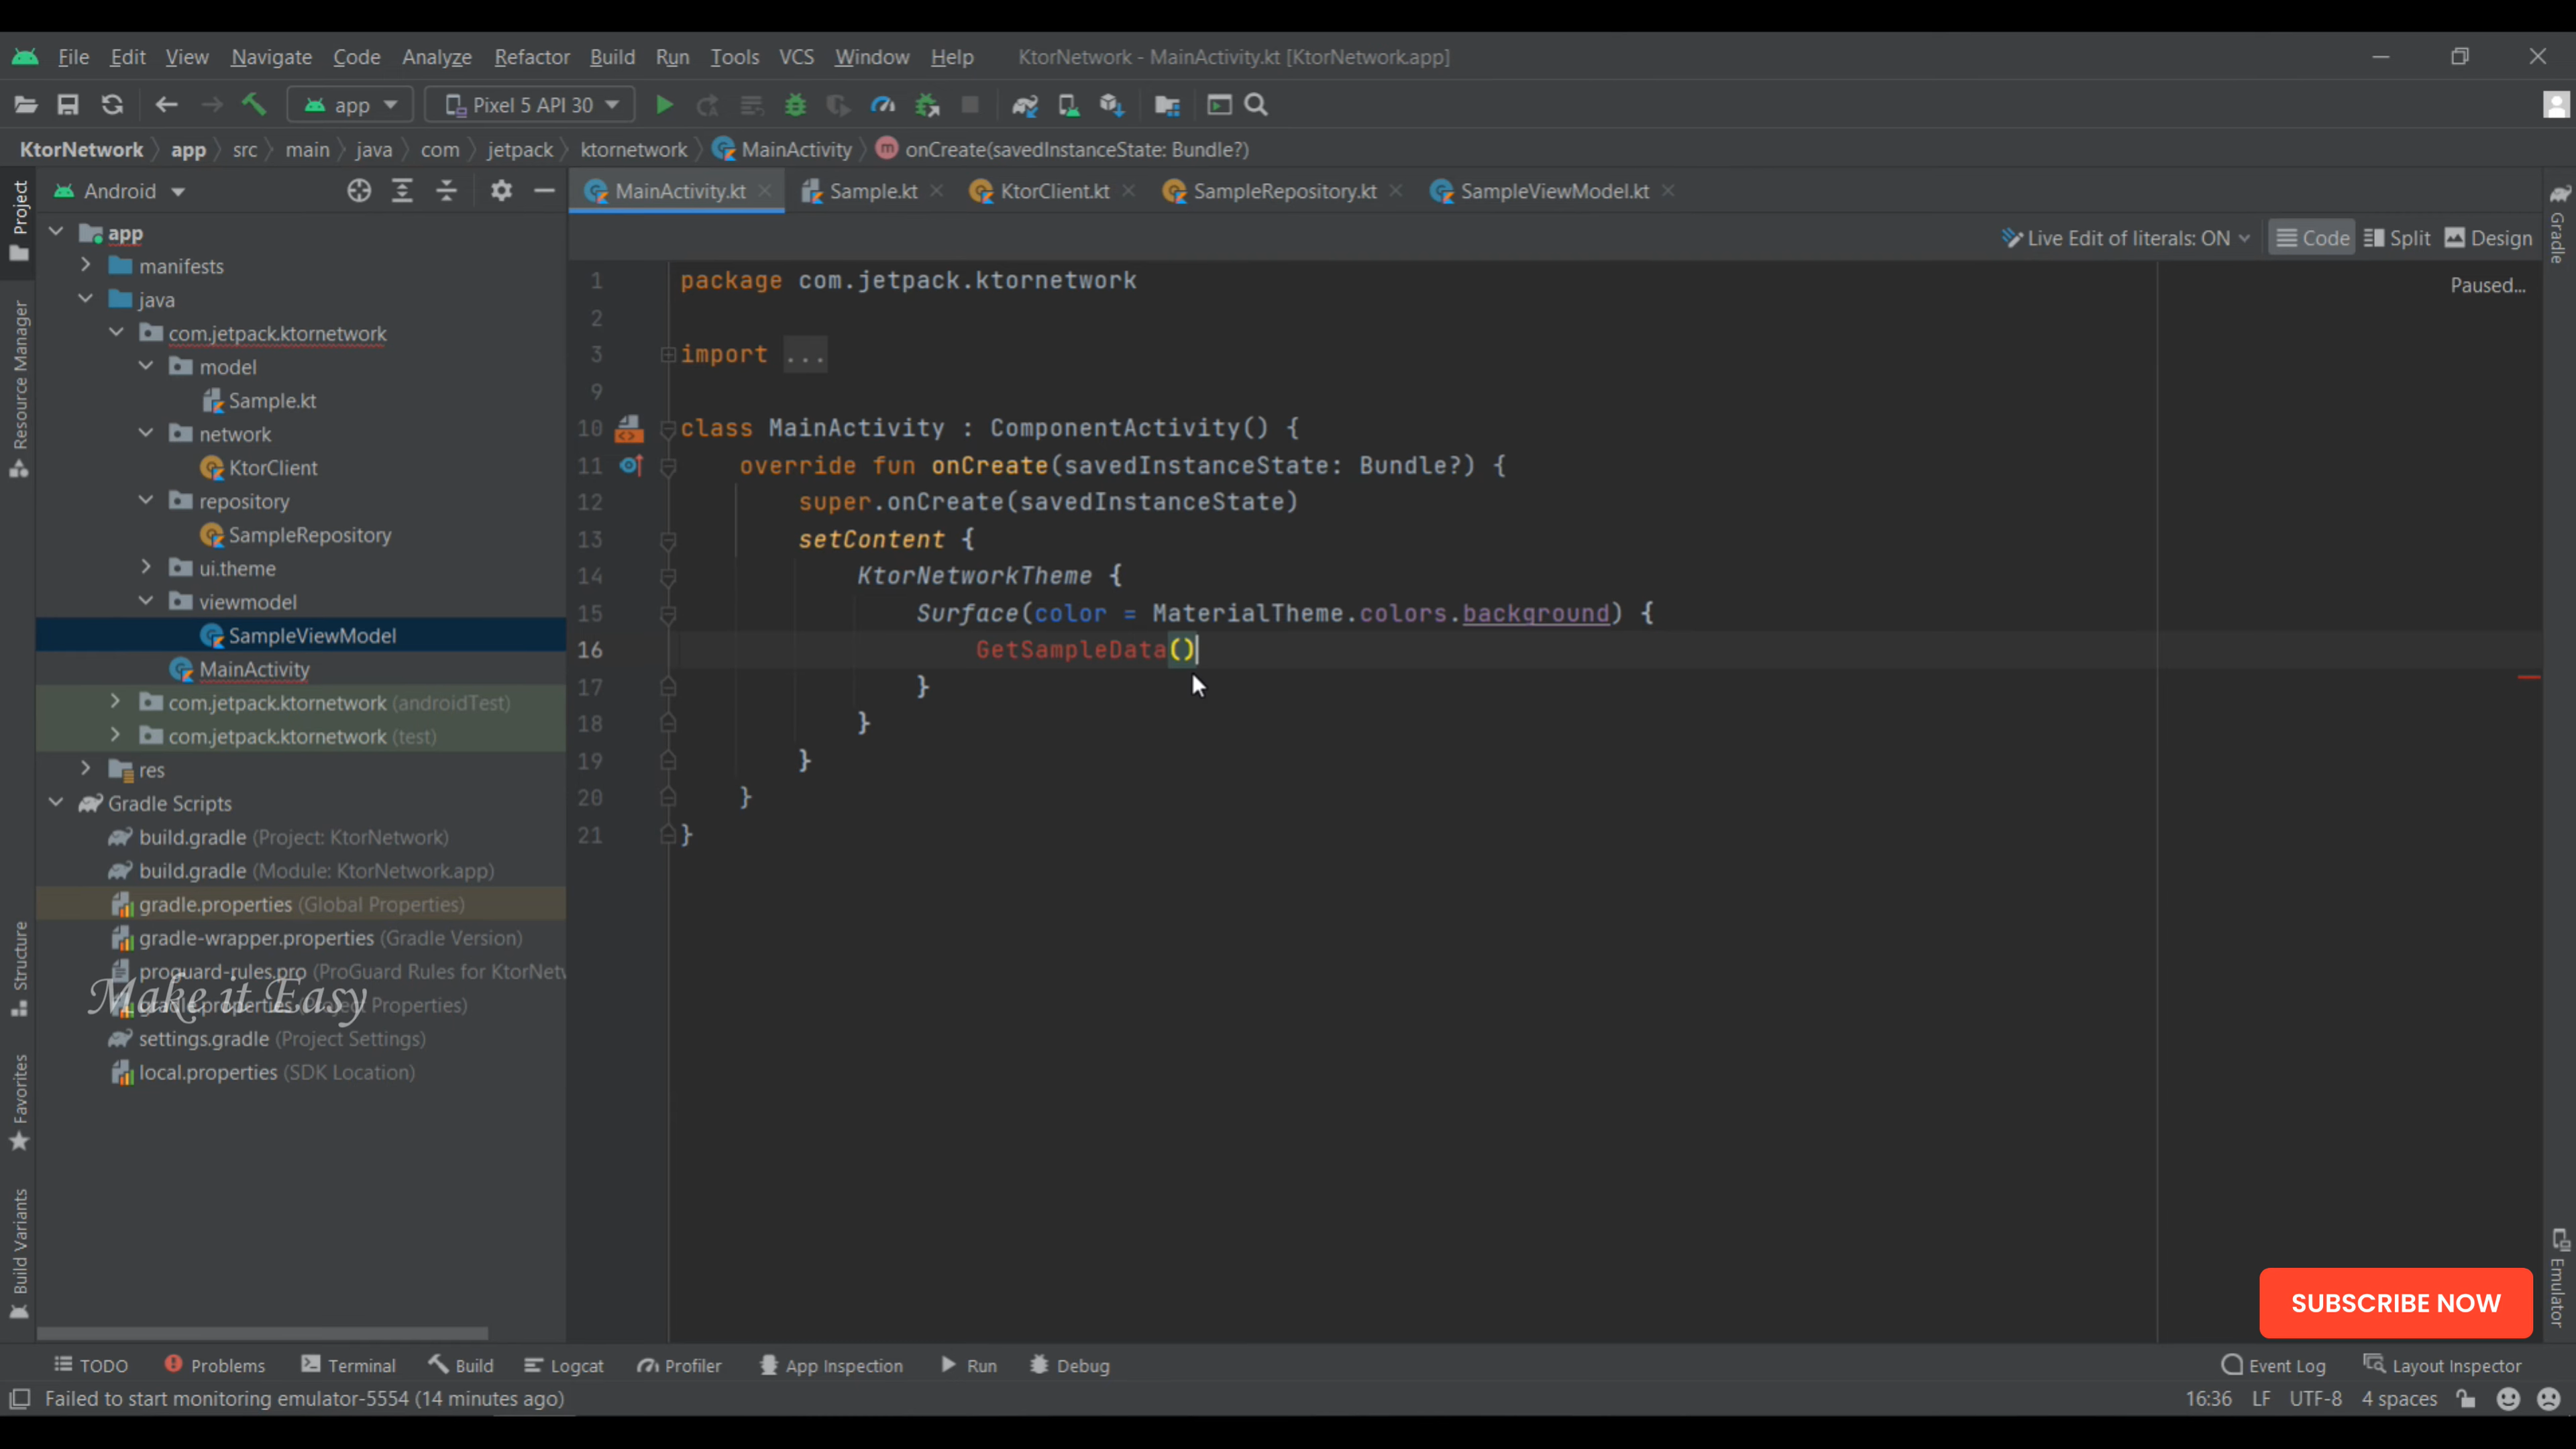 File Edit View Navigate Code Analyze Refactor Build Run Tools VCS Window Help KtorNetwork - MainActivity.kt [KtorNetwork.app]
app Pixel 5 API 30
KtorNetwork app src main java com jetpack ktornetwork MainActivity onCreate(savedInstanceState: Bundle?)
Project
Resource Manager
Structure
Favorites
Build Variants
Android
app
manifests
java
com.jetpack.ktornetwork
model
Sample.kt
network
KtorClient
repository
SampleRepository
ui.theme
viewmodel
SampleViewModel
MainActivity
com.jetpack.ktornetwork (androidTest)
com.jetpack.ktornetwork (test)
res
Gradle Scripts
build.gradle (Project: KtorNetwork)
build.gradle (Module: KtorNetwork.app)
gradle.properties (Global Properties)
gradle-wrapper.properties (Gradle Version)
proguard-rules.pro (ProGuard Rules for KtorNetw
gradle.properties (Project Properties)
Make it Easy
settings.gradle (Project Settings)
local.properties (SDK Location)
MainActivity.kt Sample.kt KtorClient.kt SampleRepository.kt SampleViewModel.kt
Live Edit of literals: ON Code Split Design
Paused...
1 package com.jetpack.ktornetwork
2
3 import ...
9
10 class MainActivity : ComponentActivity() {
11 override fun onCreate(savedInstanceState: Bundle?) {
12 super.onCreate(savedInstanceState)
13 setContent {
14 KtorNetworkTheme {
15 Surface(color = MaterialTheme.colors.background) {
16 GetSampleData()
17 }
18 }
19 }
20 }
21 }
Gradle
Emulator
SUBSCRIBE NOW
TODO Problems Terminal Build Logcat Profiler App Inspection Run Debug Event Log Layout Inspector
Failed to start monitoring emulator-5554 (14 minutes ago) 16:36 LF UTF-8 4 spaces